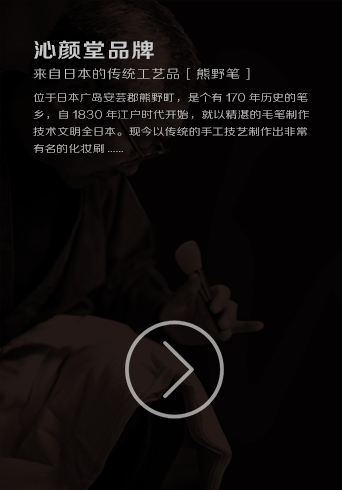 沁颜堂品牌
来自日本的传统工艺品 [ 熊野笔 ]
位于日本广岛安芸郡熊野町，是个有 170 年历史的笔
乡，自 1830 年江户时代开始，就以精湛的毛笔制作
技术文明全日本。现今以传统的手工技艺制作出非常
有名的化妆刷 ......